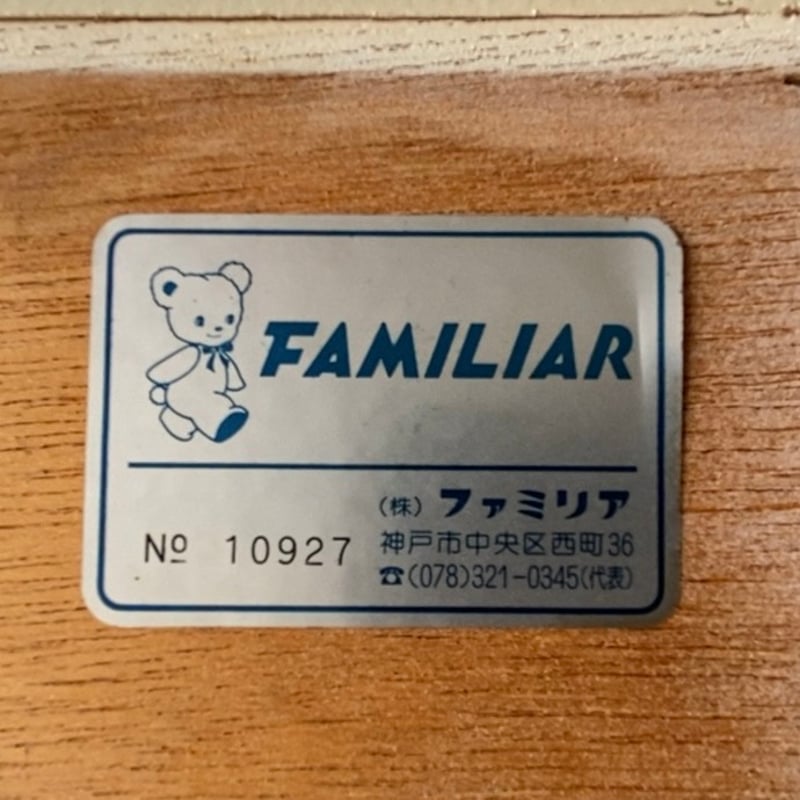 FAMILIAR
(株) ファミリア
神戸市中央区西町36
№ 10927
☎(078)321-0345(代表)